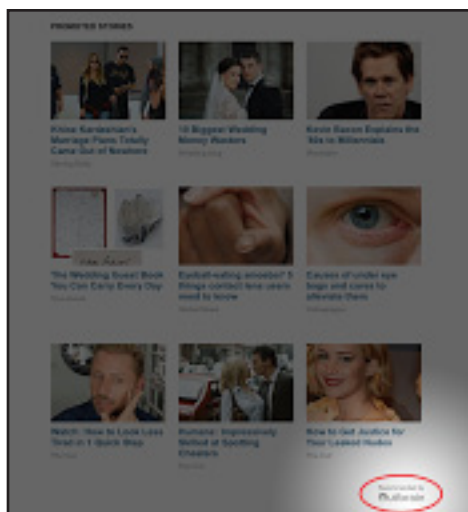 PROMOTED STORIES
Khloe Kardashian's
Marriage Plans Totally
Came Out of Nowhere
10 Biggest Wedding
Money Wasters
Kevin Bacon Explains the
'80s to Millennials
The Wedding Guest Book
You Can Carry Every Day
Eyeball-eating amoeba? 5
things contact lens users
need to know
Causes of under eye
bags and cures to
alleviate them
Watch: How to Look Less
Tired in 1 Quick Step
Humans: Impressively
Skilled at Spotting
Cheaters
How to Get Justice for
Your Leaked Nudes
Recommended by